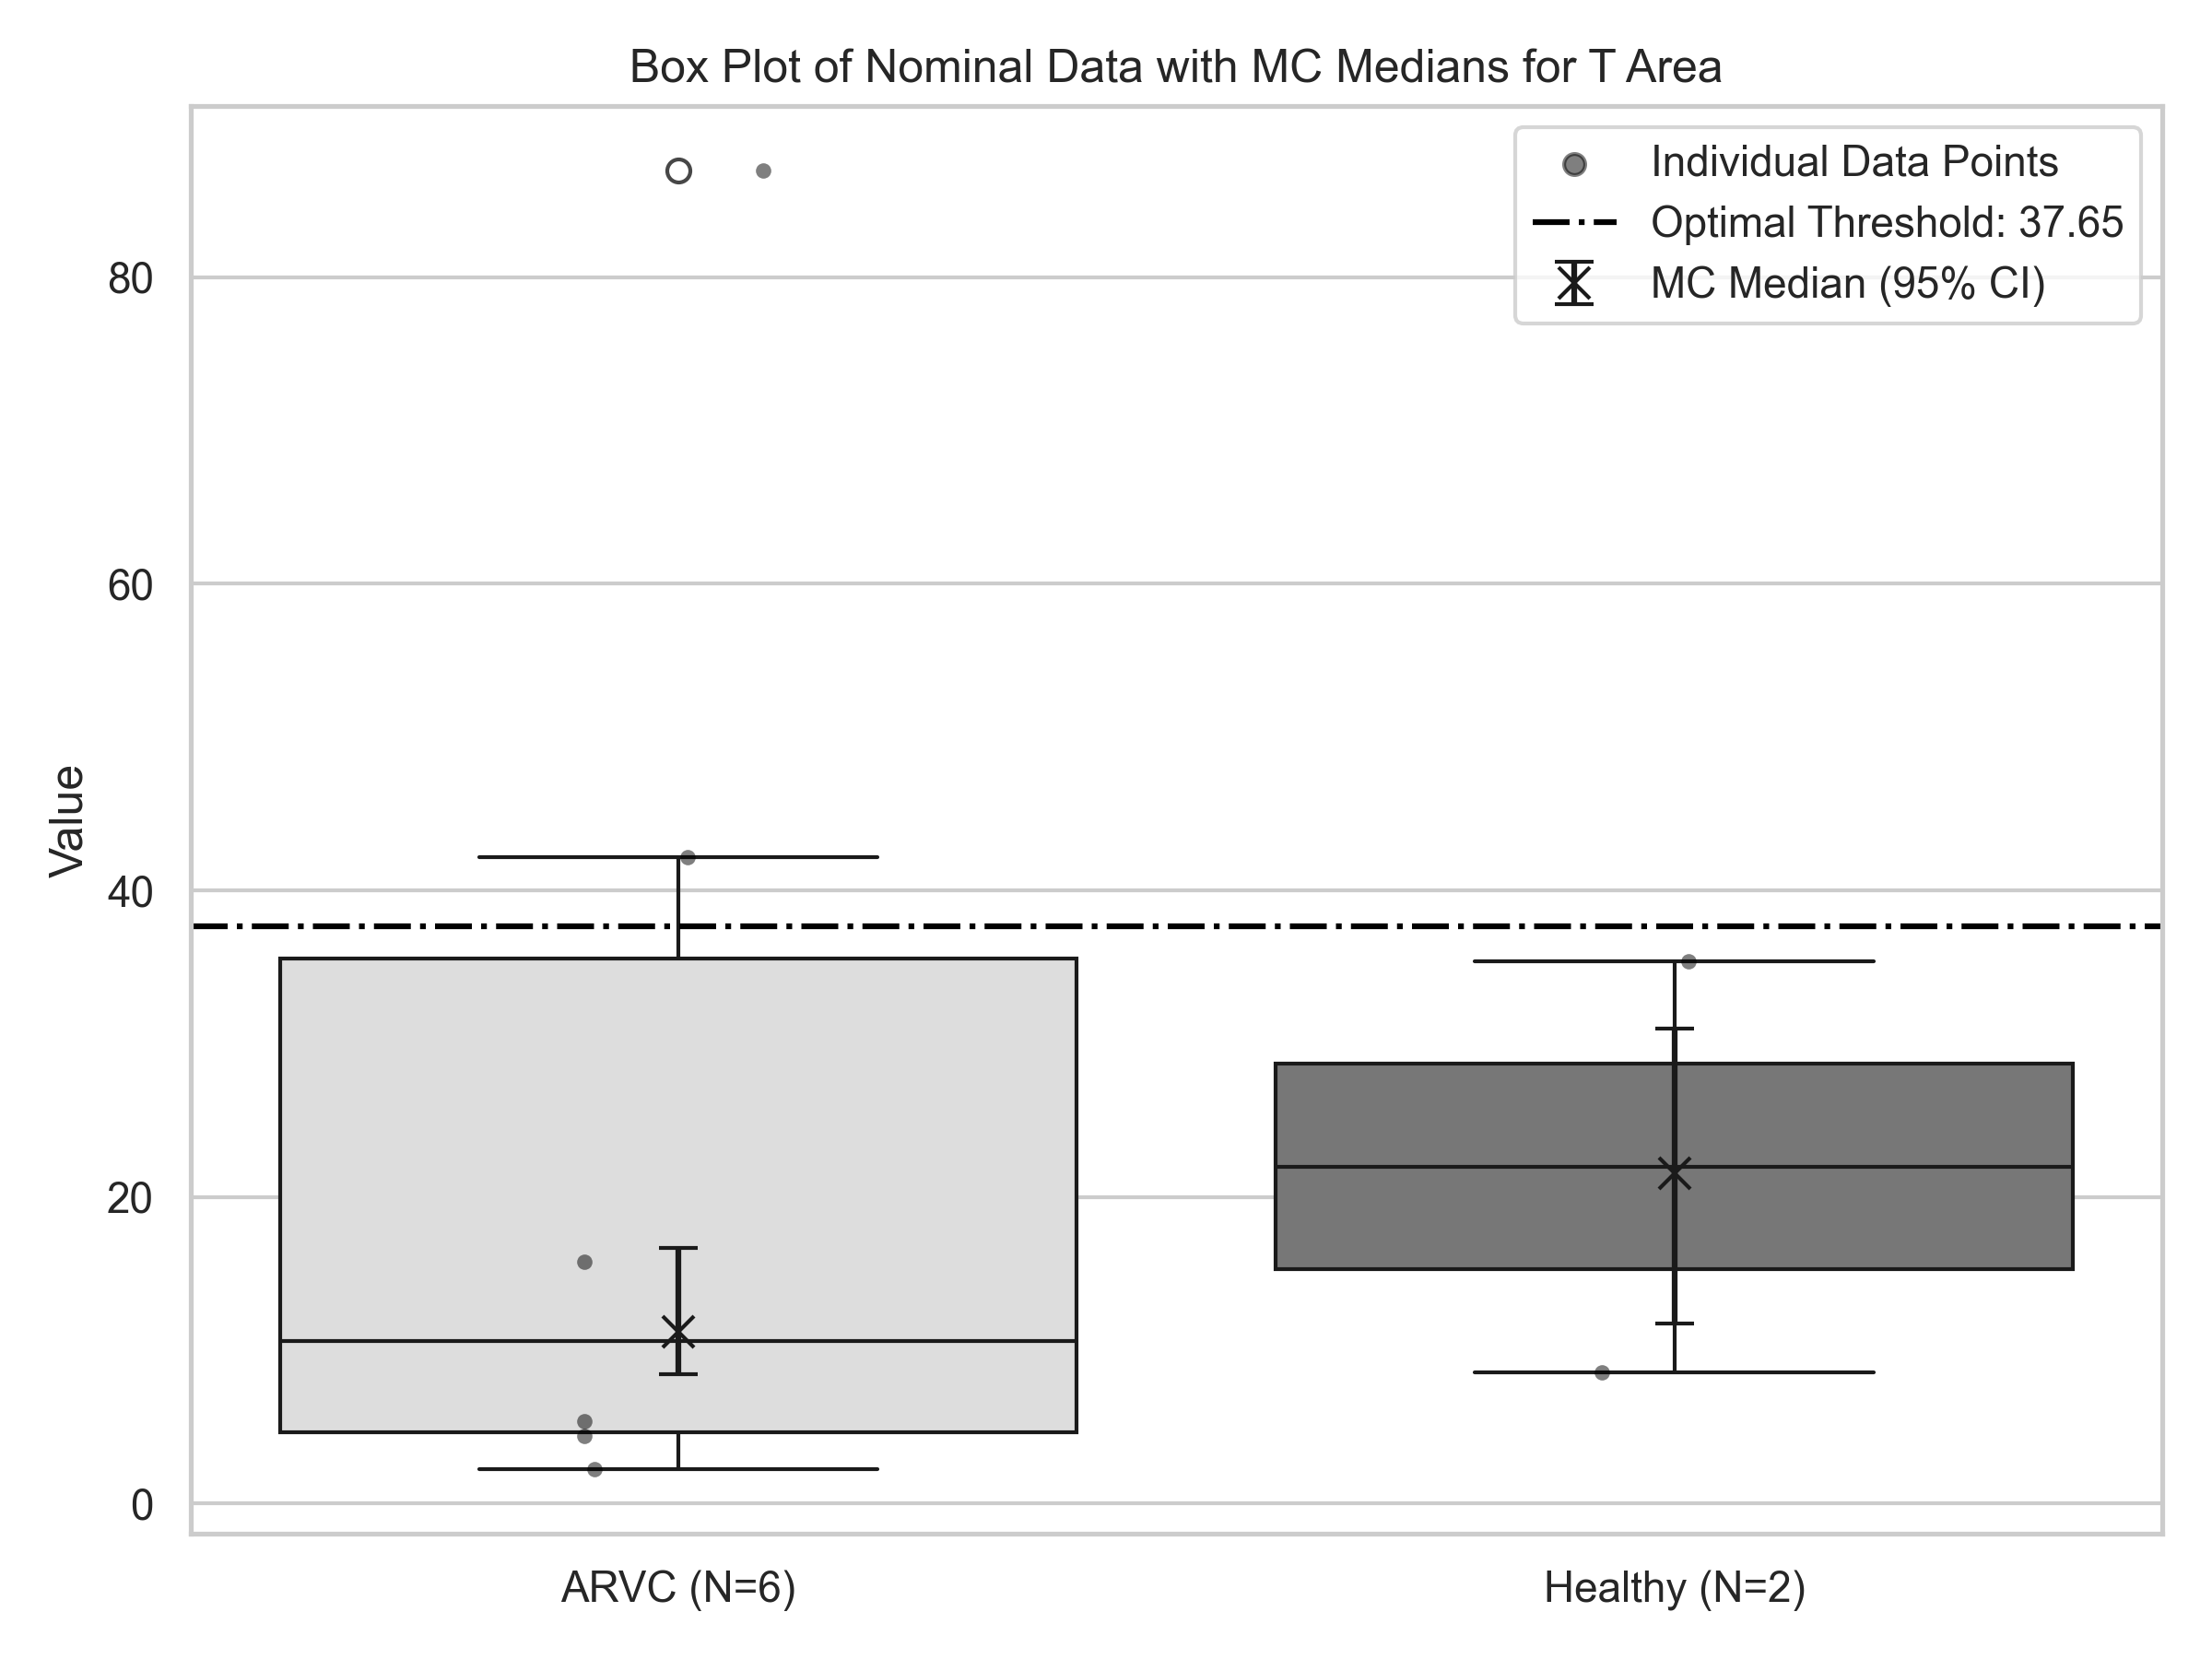 Box Plot of Nominal Data with MC Medians for T Area
Individual Data Points
Optimal Threshold: 37.65
MC Median (95% CI)
Value
80
60
40
20
0
ARVC (N=6)
Healthy (N=2)